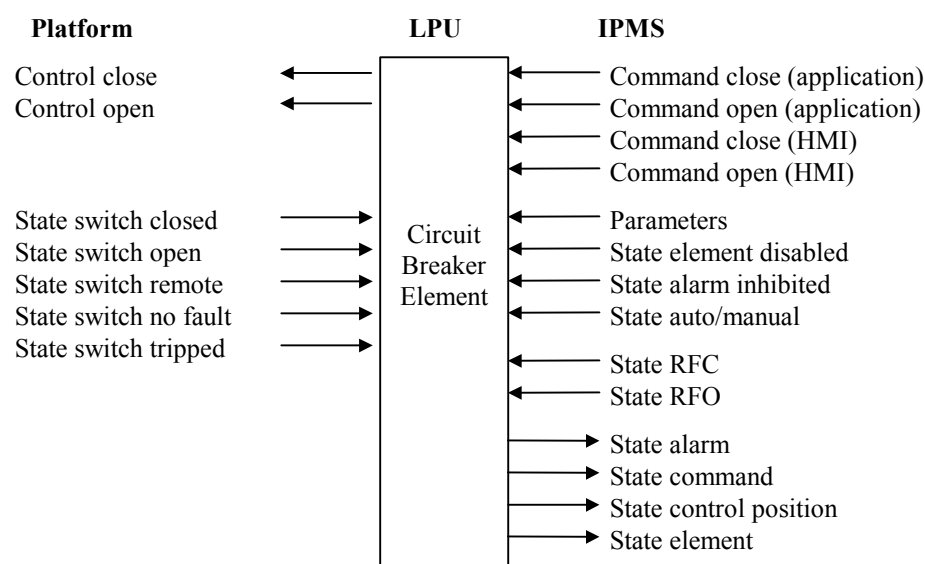 Platform LPU IPMS
Control close
Control open
State switch closed
State switch open
State switch remote
State switch no fault
State switch tripped
Circuit
Breaker
Element
Command close (application)
Command open (application)
Command close (HMI)
Command open (HMI)
Parameters
State element disabled
State alarm inhibited
State auto/manual
State RFC
State RFO
State alarm
State command
State control position
State element